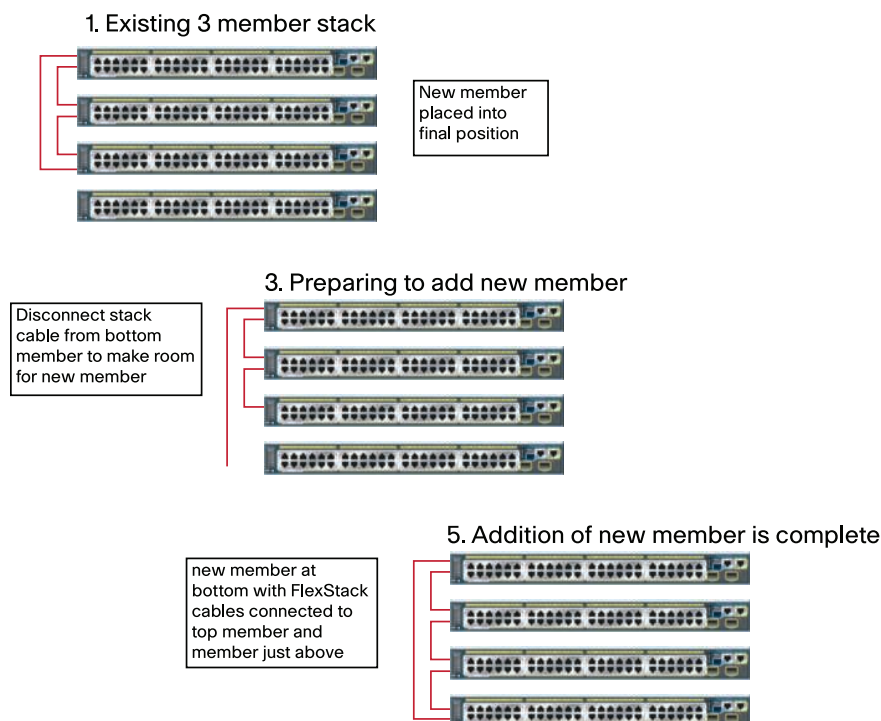 1. Existing 3 member stack
New member
placed into
final position
3. Preparing to add new member
Disconnect stack
cable from bottom
member to make room
for new member
5. Addition of new member is complete
new member at
bottom with FlexStack
cables connected to
top member and
member just above